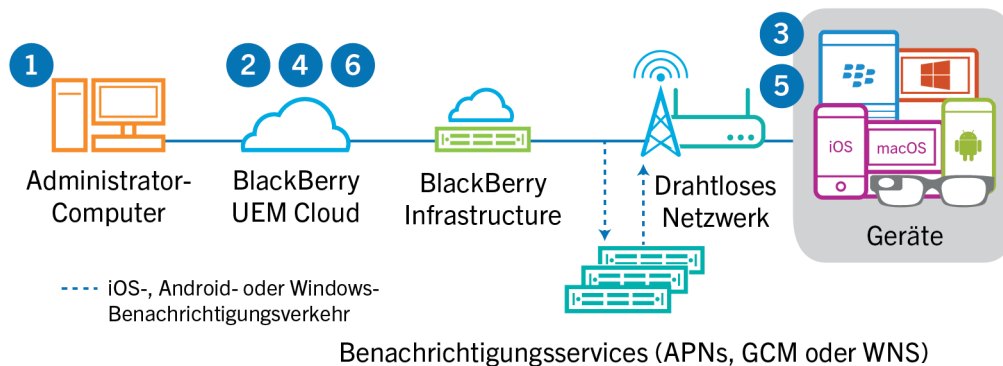 1
2 4 6
3
5
iOS
macOS
Administrator-
Computer
BlackBerry
UEM Cloud
BlackBerry
Infrastructure
Drahtloses
Netzwerk
Geräte
iOS-, Android- oder Windows-
Benachrichtigungsverkehr
Benachrichtigungsservices (APNs, GCM oder WNS)